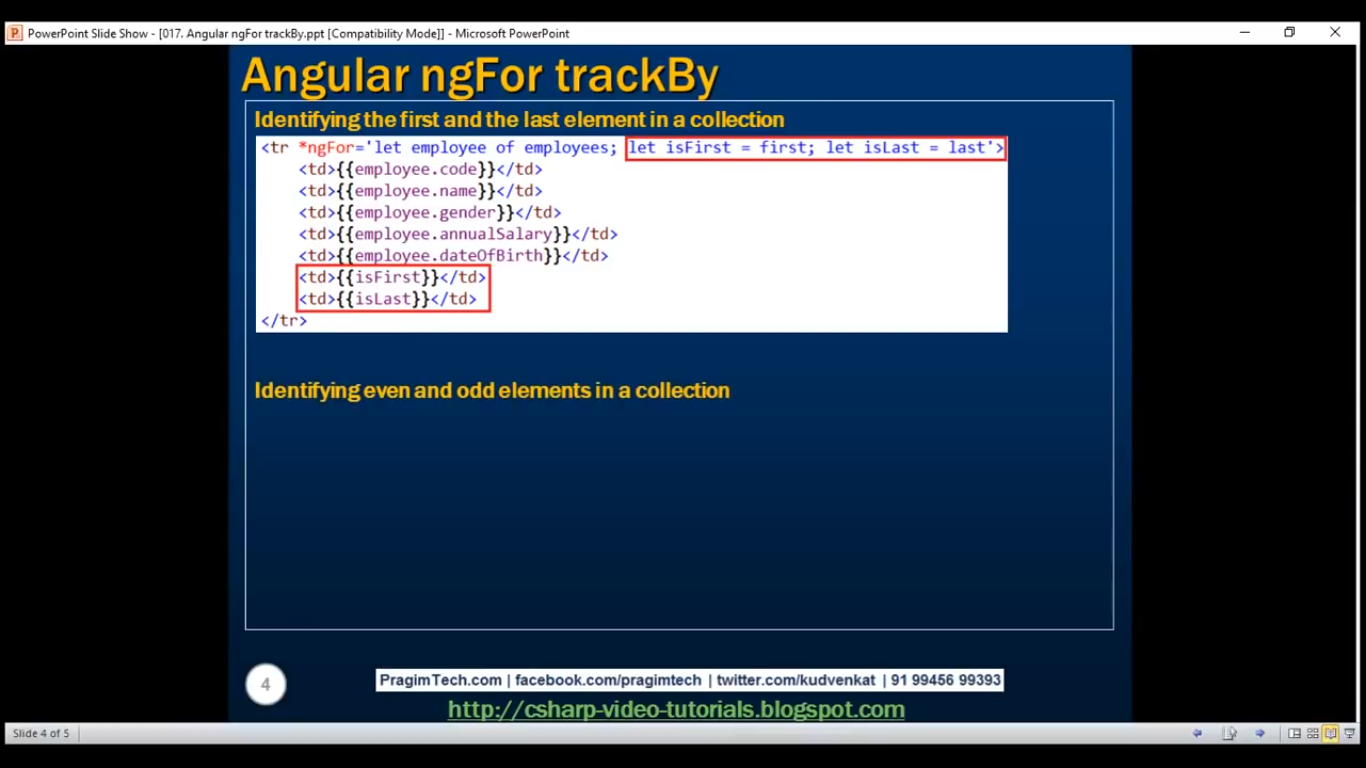 PowerPoint Slide Show - [017. Angular ngFor trackBy.ppt [Compatibility Mode]] - Microsoft PowerPoint
Angular ngFor trackBy
Identifying the first and the last element in a collection
<tr *ngFor='let employee of employees; let isFirst = first; let isLast = last'>
<td>{{employee.code}}</td>
<td>{{employee.name}}</td>
<td>{{employee.gender}}</td>
<td>{{employee.annualSalary}}</td>
<td>{{employee.dateOfBirth}}</td>
<td>{{isFirst}}</td>
<td>{{isLast}}</td>
</tr>
Identifying even and odd elements in a collection
4
PragimTech.com | facebook.com/pragimtech | twitter.com/kudvenkat | 91 99456 99393
http://csharp-video-tutorials.blogspot.com
Slide 4 of 5